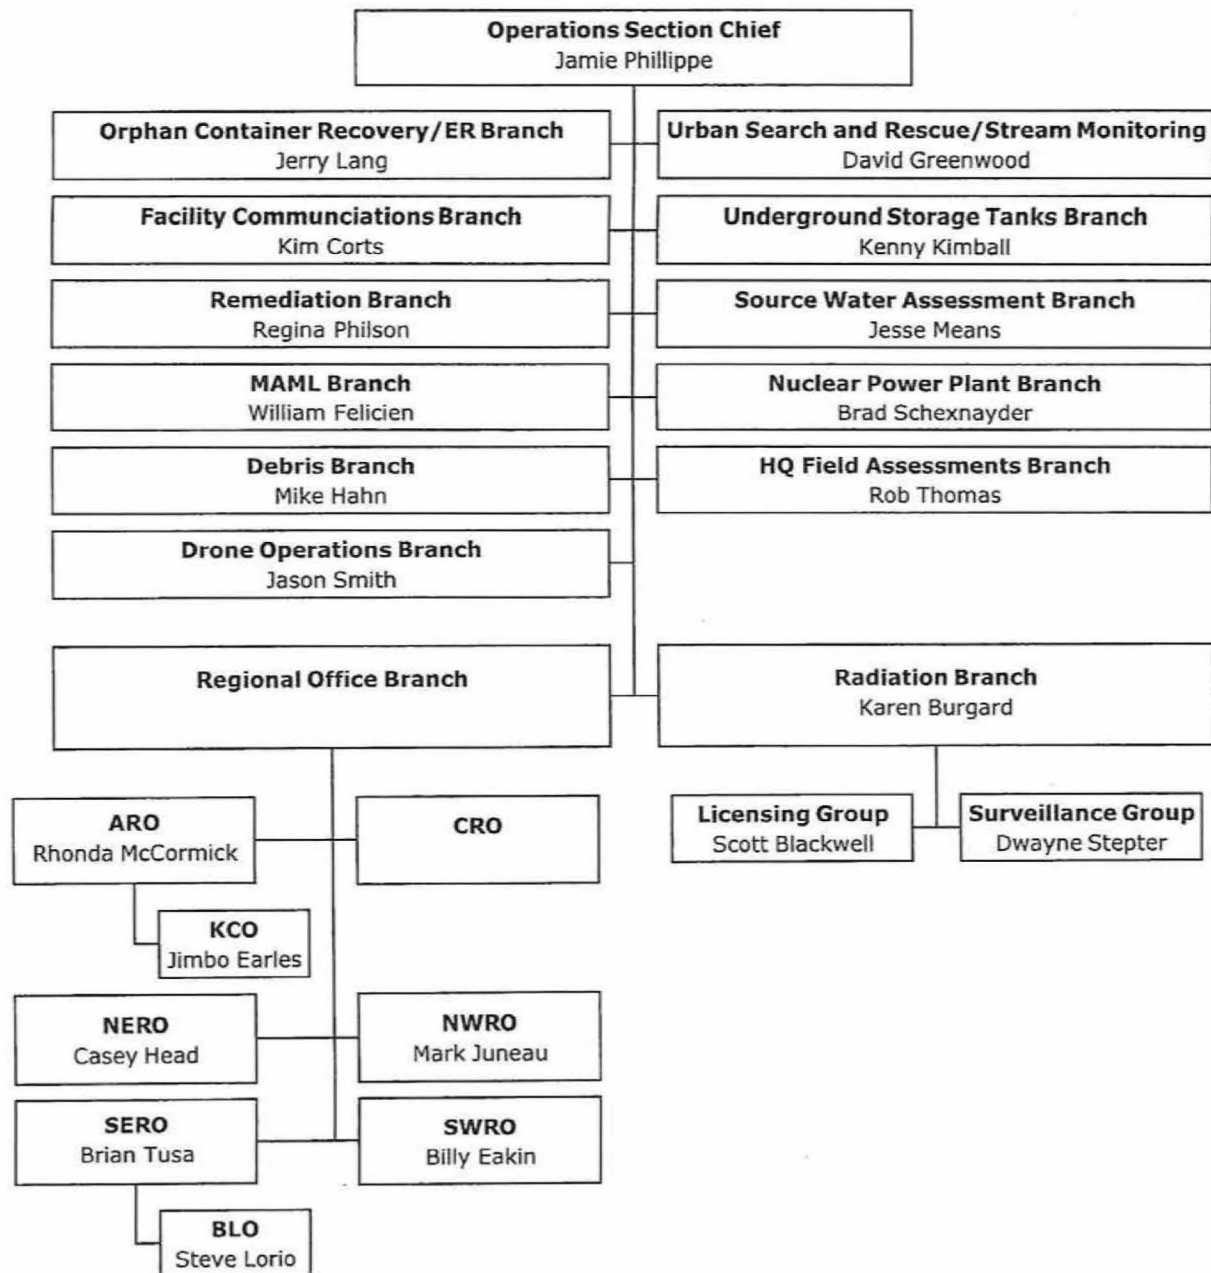 Operations Section Chief
Jamie Phillippe
Orphan Container Recovery/ER Branch
Jerry Lang
Urban Search and Rescue/Stream Monitoring
David Greenwood
Facility Communciations Branch
Kim Corts
Underground Storage Tanks Branch
Kenny Kimball
Remediation Branch
Regina Philson
Source Water Assessment Branch
Jesse Means
MAML Branch
William Felicien
Nuclear Power Plant Branch
Brad Schexnayder
Debris Branch
Mike Hahn
HQ Field Assessments Branch
Rob Thomas
Drone Operations Branch
Jason Smith
Regional Office Branch
Radiation Branch
Karen Burgard
ARO
Rhonda McCormick
CRO
Licensing Group
Scott Blackwell
Surveillance Group
Dwayne Stepter
KCO
Jimbo Earles
NERO
Casey Head
NWRO
Mark Juneau
SERO
Brian Tusa
SWRO
Billy Eakin
BLO
Steve Lorio